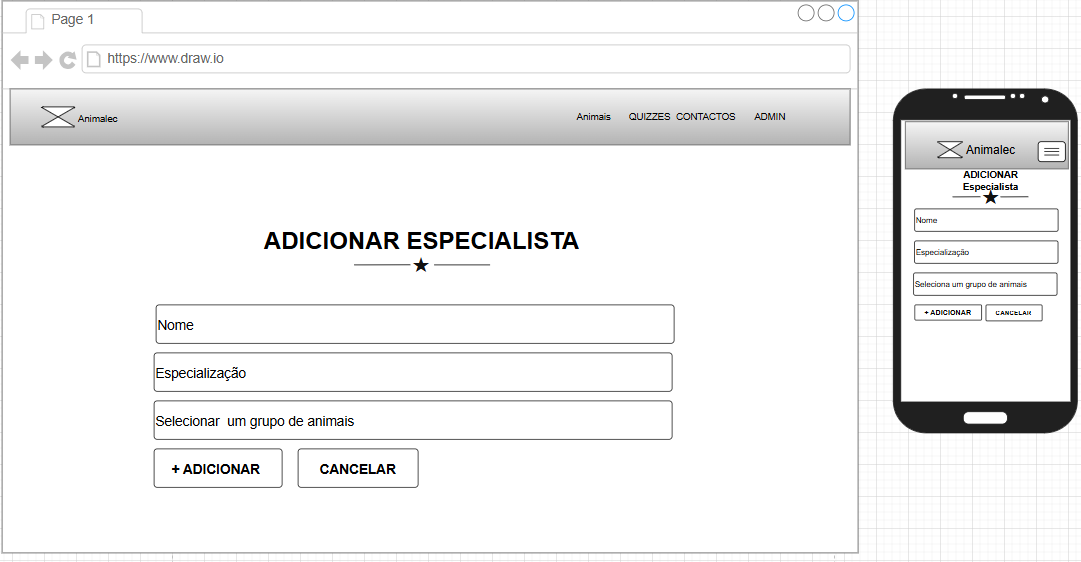 Page 1
https://www.draw.io
Animalec
Animais QUIZZES CONTACTOS ADMIN
ADICIONAR ESPECIALISTA
Nome
Especialização
Selecionar um grupo de animais
+ ADICIONAR CANCELAR
Animalec
ADICIONAR
Especialista
Nome
Especialização
Seleciona um grupo de animais
+ ADICIONAR CANCELAR